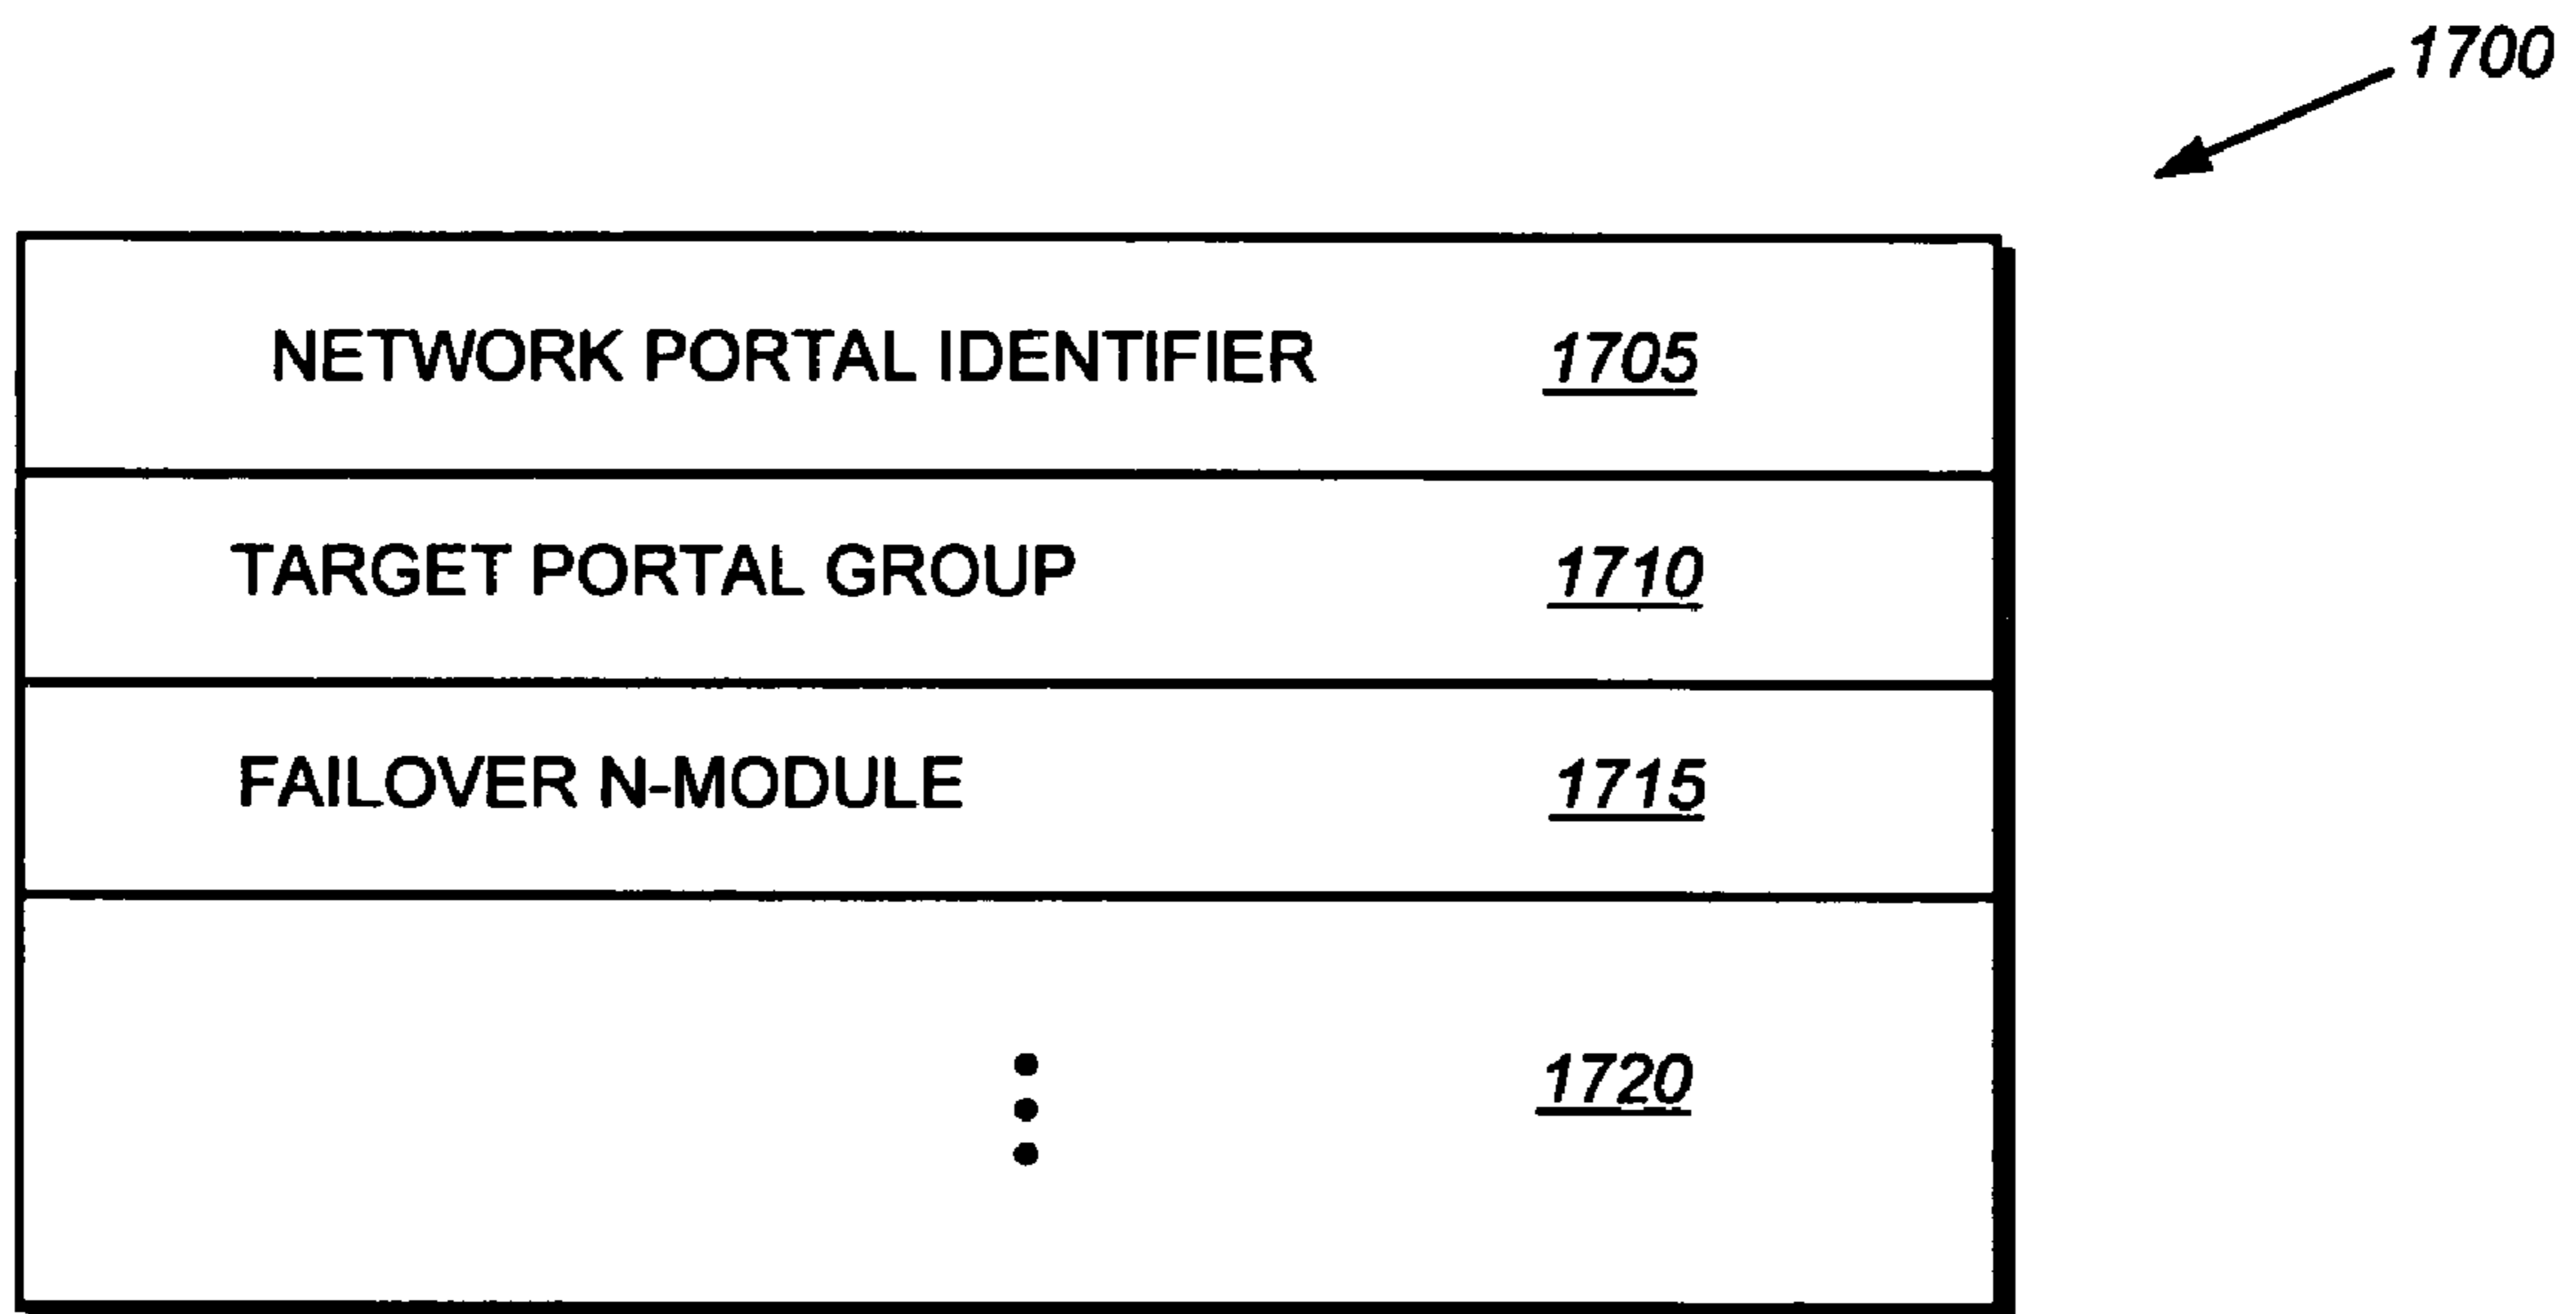 1700
NETWORK PORTAL IDENTIFIER 1705
TARGET PORTAL GROUP 1710
FAILOVER N-MODULE 1715
1720